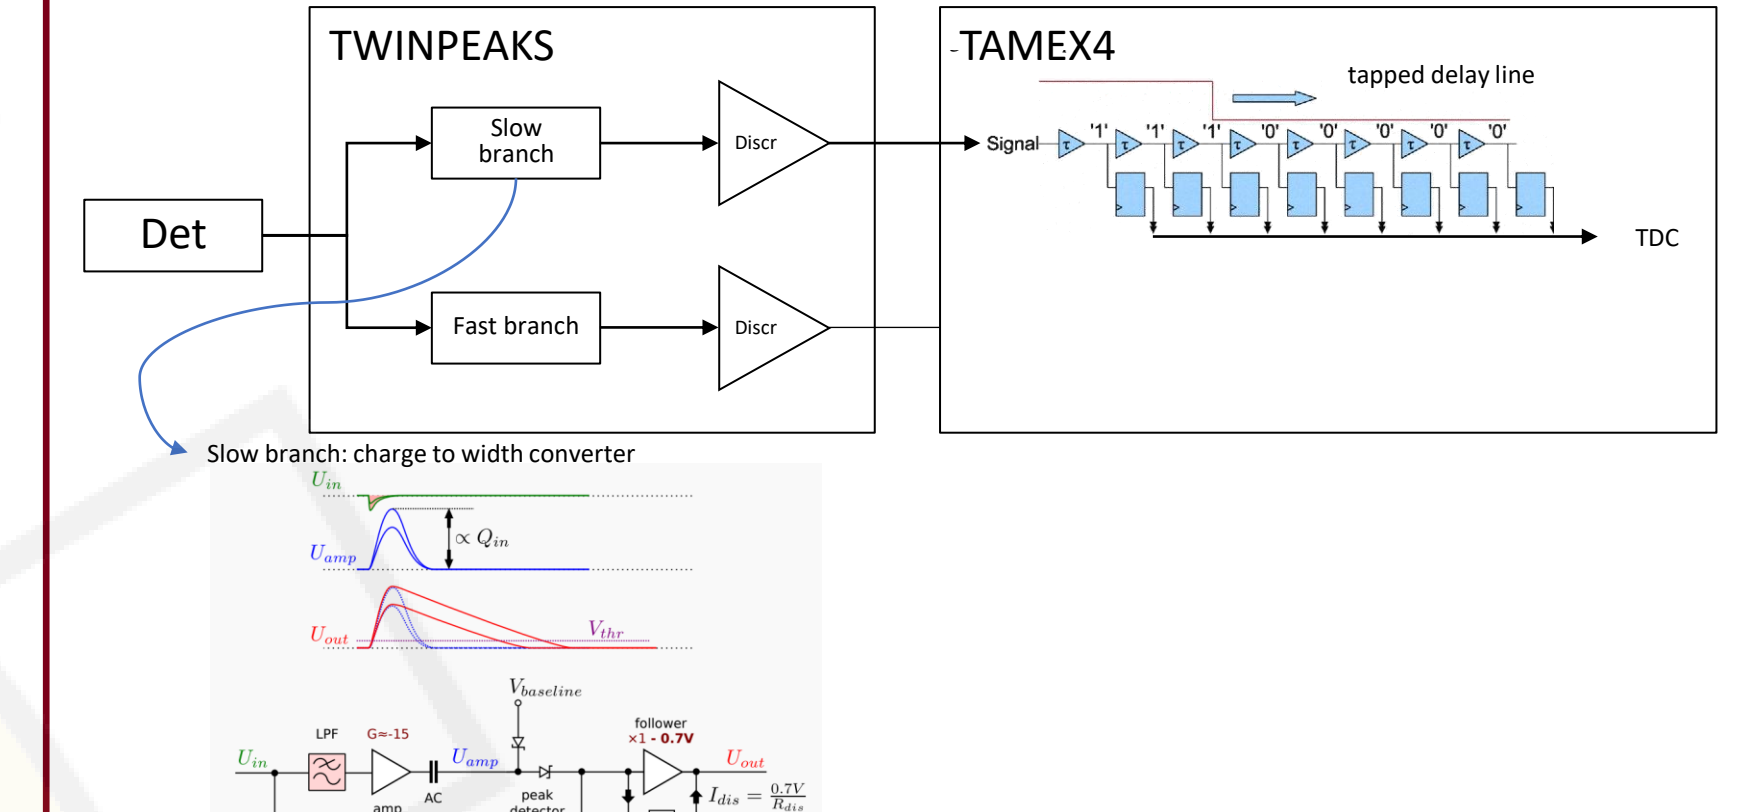 TWINPEAKS
-TAMEX4
tapped delay line
Slow
branch
Discr
Signal
τ '1' τ '1' τ '1' τ '0' τ '0' τ '0' τ '0' τ '0'
Det
TDC
Fast branch
Discr
Slow branch: charge to width converter
U_in
∝ Q_in
U_amp
U_out
V_thr
V_baseline
LPF
G≈-15
follower
×1 - 0.7V
U_in
U_amp
U_out
amp
AC
peak
detector
I_dis = 0.7V/R_dis